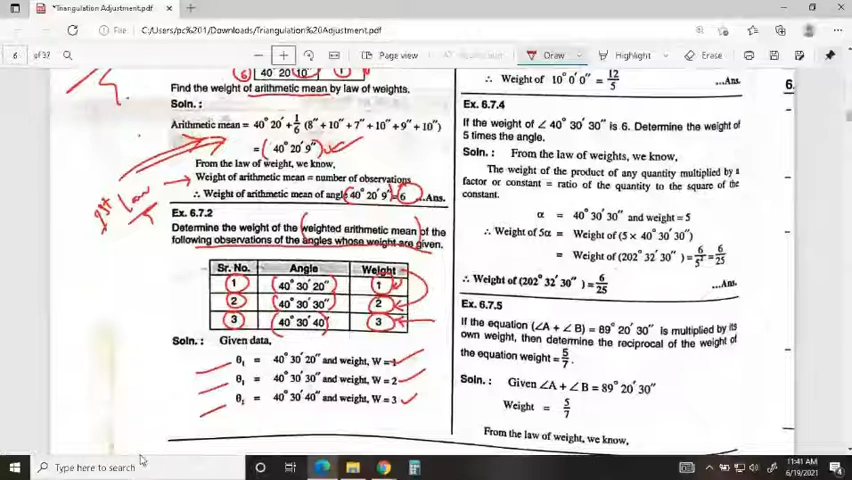 *Triangulation Adjustment.pdf
C:/Users/pc%201/Downloads/Triangulation%20Adjustment.pdf
6 of 37
Page view
Draw
Highlight
Erase
6 40° 20' 10" 1
Find the weight of arithmetic mean by law of weights.
Soln. :
Arithmetic mean = 40° 20' + 1/6 (8" + 10" + 7" + 10" + 9" + 10")
= 40° 20' 9"
From the law of weight, we know,
Weight of arithmetic mean = number of observations
∴ Weight of arithmetic mean of angle 40° 20' 9" = 6 ...Ans.
1st Law
Ex. 6.7.2
Determine the weight of the weighted arithmetic mean of the
following observations of the angles whose weight are given.
Sr. No. Angle Weight
1 40° 30' 20" 1
2 40° 30' 30" 2
3 40° 30' 40" 3
Soln. : Given data,
θ₁ = 40° 30' 20" and weight, W = 1
θ₁ = 40° 30' 30" and weight, W = 2
θ₂ = 40° 30' 40" and weight, W = 3
∴ Weight of 10° 0' 0" = 12/5 ...Ans.
6.
Ex. 6.7.4
If the weight of ∠ 40° 30' 30" is 6. Determine the weight of
5 times the angle.
Soln. : From the law of weights, we know,
The weight of the product of any quantity multiplied by a
factor or constant = ratio of the quantity to the square of the
constant.
α = 40° 30' 30" and weight = 5
∴ Weight of 5α = Weight of (5 × 40° 30' 30")
= Weight of (202° 32' 30") = 6/5² = 6/25
∴ Weight of (202° 32' 30") = 6/25 ...Ans.
Ex. 6.7.5
If the equation (∠A + ∠B) = 89° 20' 30" is multiplied by its
own weight, then determine the reciprocal of the weight of
the equation weight = 5/7.
Soln. : Given ∠A + ∠B = 89° 20' 30"
Weight = 5/7
From the law of weight, we know,
Type here to search
11:41 AM
6/19/2021